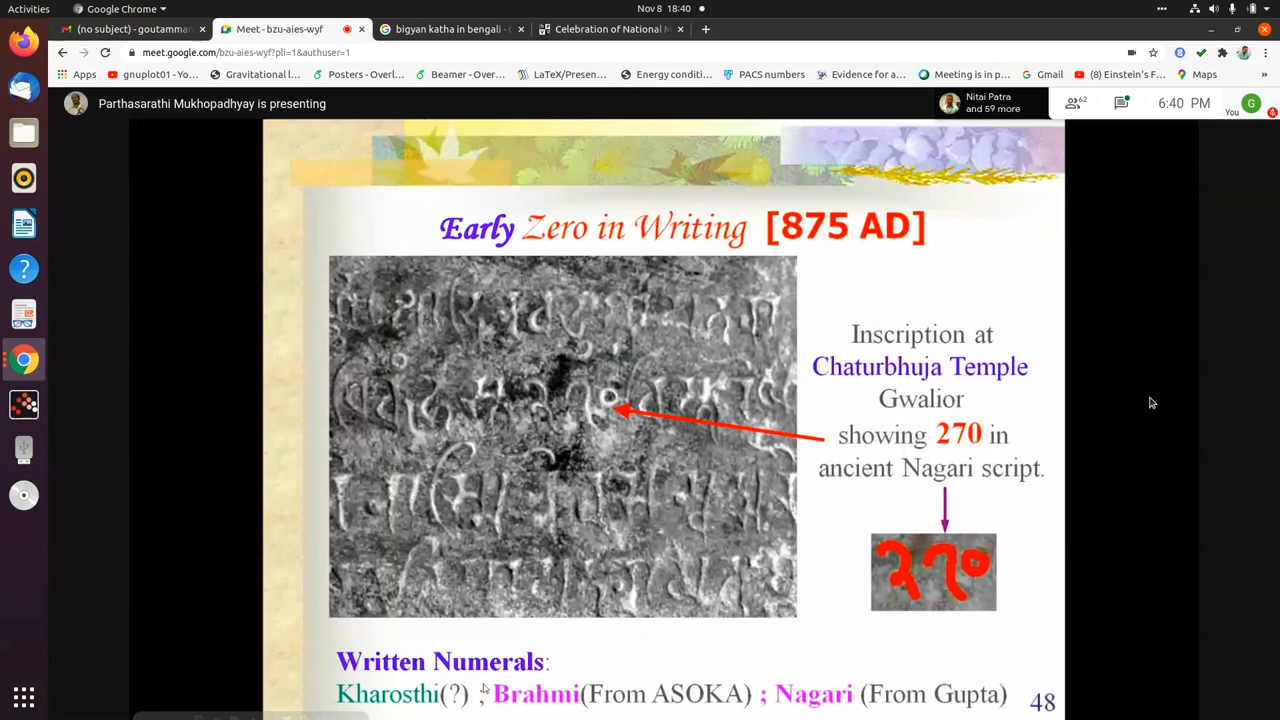 Activities
Google Chrome
Nov 8 18:40
(no subject) - goutamman
Meet - bzu-aies-wyf
bigyan katha in bengali -
Celebration of National M
meet.google.com/bzu-aies-wyf?pli=1&authuser=1
Apps
gnuplot01 - Yo...
Gravitational l...
Posters - Overl...
Beamer - Over...
LaTeX/Presen...
Energy conditi...
PACS numbers
Evidence for a...
Meeting is in p...
Gmail
(8) Einstein's F...
Maps
»
Parthasarathi Mukhopadhyay is presenting
Nitai Patra
and 59 more
62
6:40 PM
G
You
Early Zero in Writing [875 AD]
Inscription at
Chaturbhuja Temple
Gwalior
showing 270 in
ancient Nagari script.
२७०
Written Numerals:
Kharosthi(?) ; Brahmi(From ASOKA) ; Nagari (From Gupta)
48